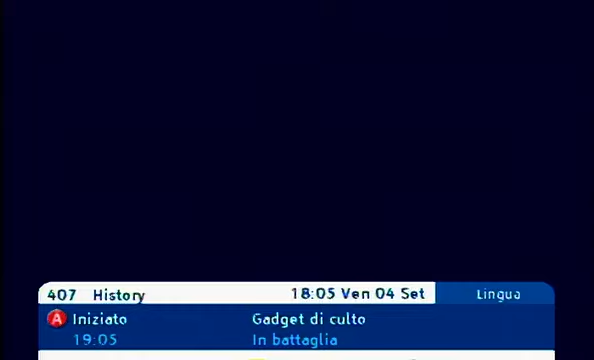 407 History 18:05 Ven 04 Set Lingua
A Iniziato Gadget di culto
19:05 In battaglia